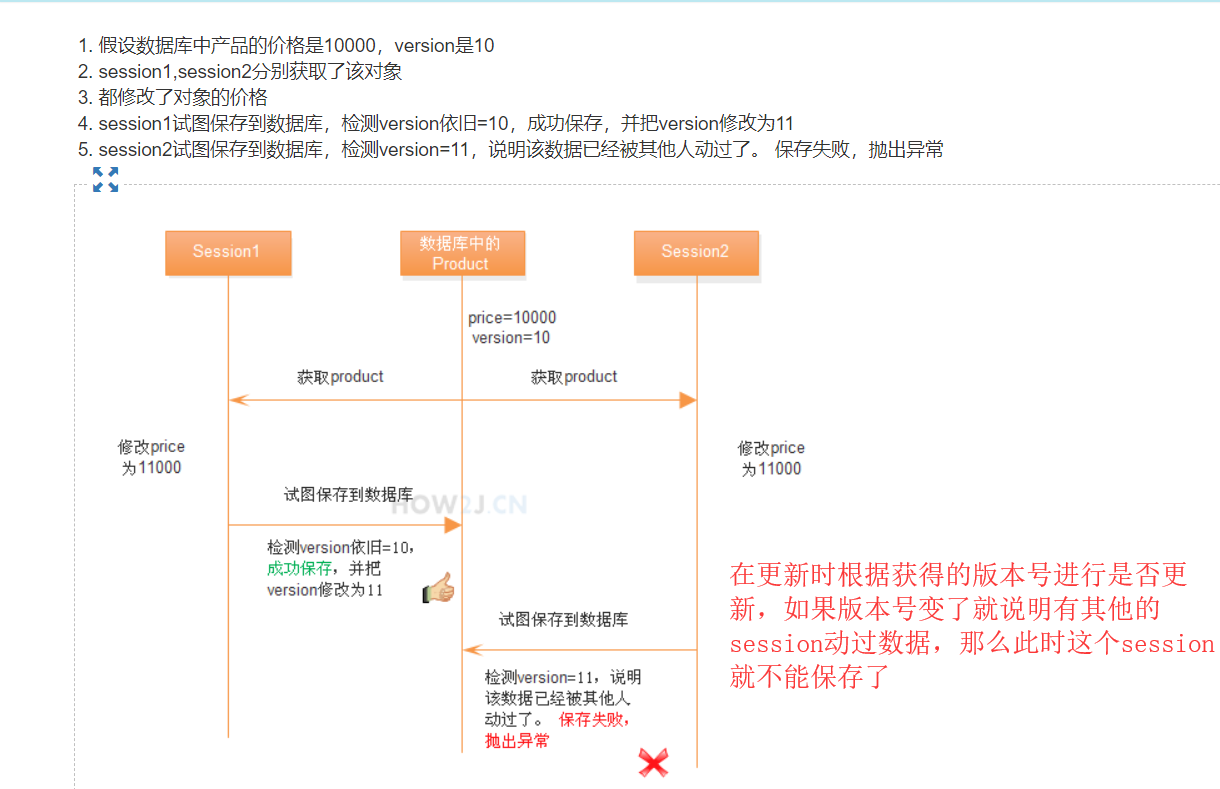 1. 假设数据库中产品的价格是10000，version是10
2. session1,session2分别获取了该对象
3. 都修改了对象的价格
4. session1试图保存到数据库，检测version依旧=10，成功保存，并把version修改为11
5. session2试图保存到数据库，检测version=11，说明该数据已经被其他人动过了。 保存失败，抛出异常
Session1
数据库中的
Product
Session2
price=10000
version=10
获取product
获取product
修改price
为11000
修改price
为11000
试图保存到数据库
HOW2J.CN
检测version依旧=10，
成功保存，并把
version修改为11
试图保存到数据库
检测version=11，说明
该数据已经被其他人
动过了。 保存失败，
抛出异常
在更新时根据获得的版本号进行是否更
新，如果版本号变了就说明有其他的
session动过数据，那么此时这个session
就不能保存了